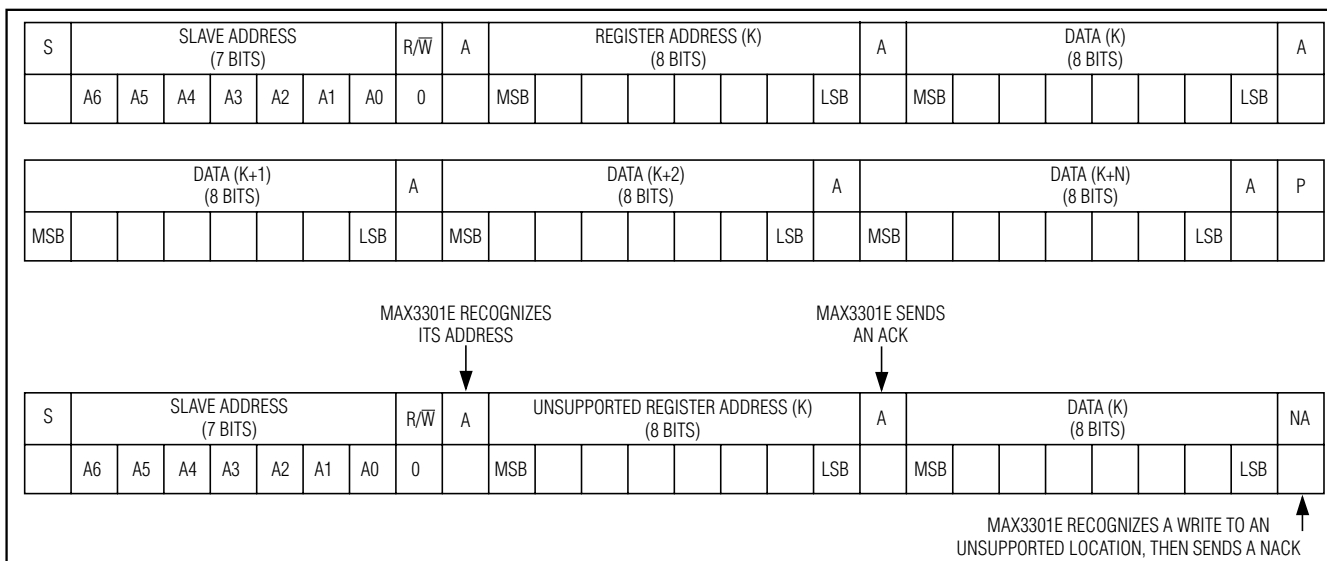 S SLAVE ADDRESS R/W̅ A REGISTER ADDRESS (K) A DATA (K) A
(7 BITS) (8 BITS) (8 BITS)
A6 A5 A4 A3 A2 A1 A0 0 MSB LSB MSB LSB
DATA (K+1) A DATA (K+2) A DATA (K+N) A P
(8 BITS) (8 BITS) (8 BITS)
MSB LSB MSB LSB MSB LSB
MAX3301E RECOGNIZES
ITS ADDRESS
MAX3301E SENDS
AN ACK
S SLAVE ADDRESS R/W̅ A UNSUPPORTED REGISTER ADDRESS (K) A DATA (K) NA
(7 BITS) (8 BITS) (8 BITS)
A6 A5 A4 A3 A2 A1 A0 0 MSB LSB MSB LSB
MAX3301E RECOGNIZES A WRITE TO AN
UNSUPPORTED LOCATION, THEN SENDS A NACK